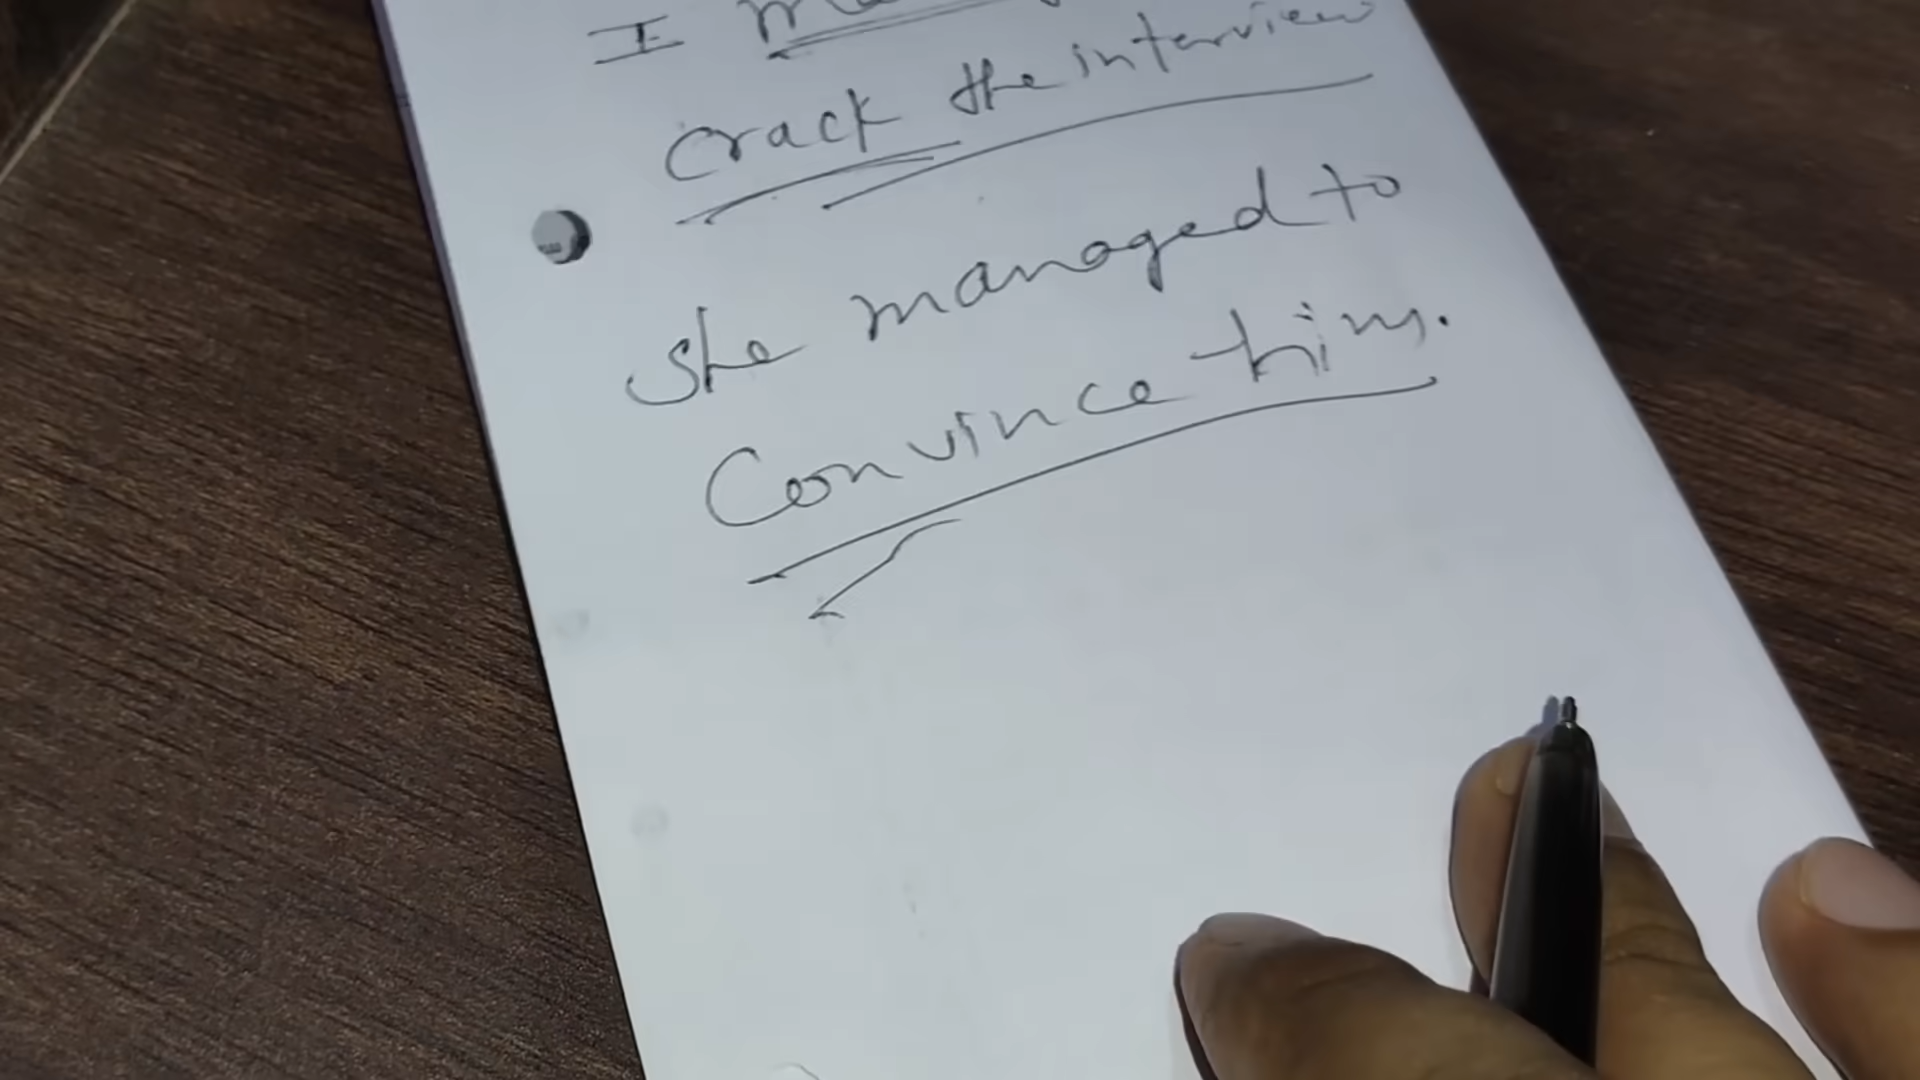 I
crack the interview
She managed to
Convince him.